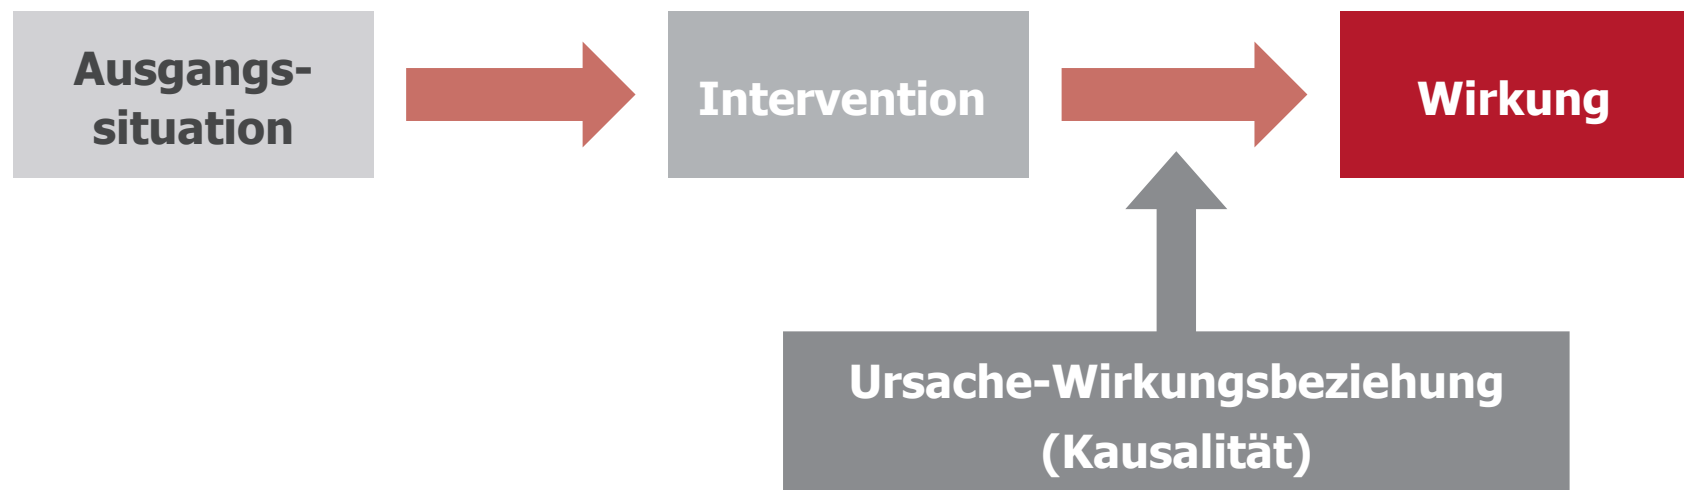 Ausgangs-
situation
Intervention
Wirkung
Ursache-Wirkungsbeziehung
(Kausalität)